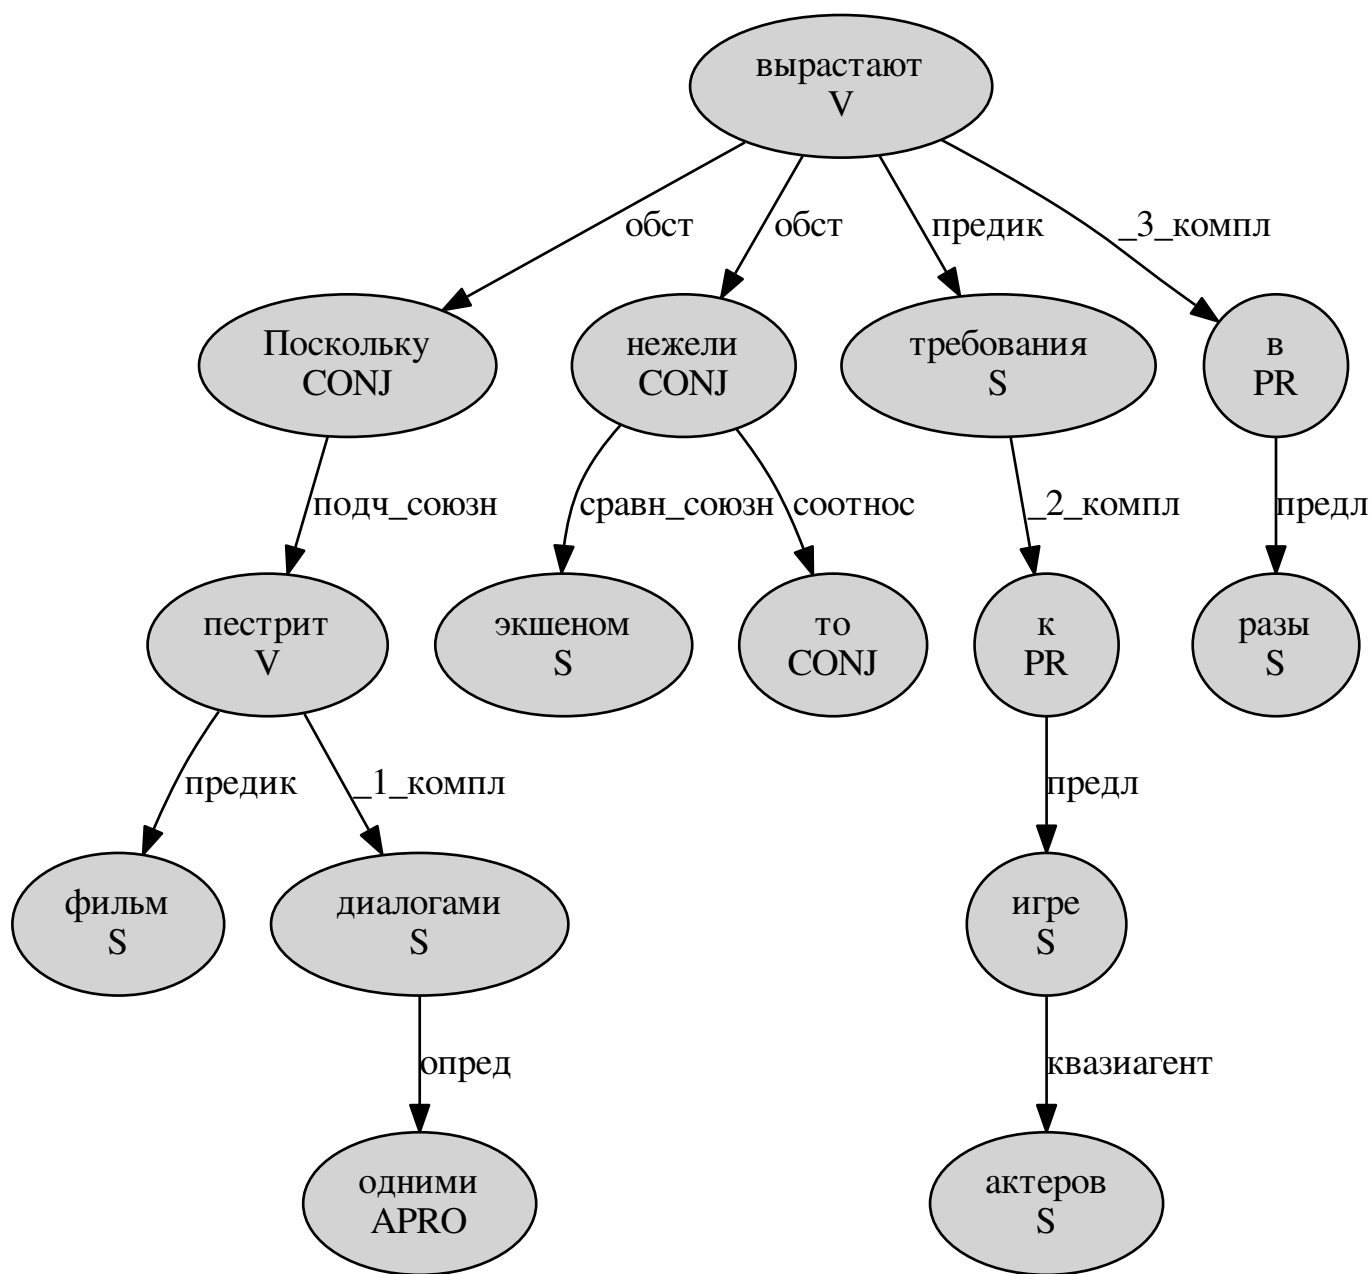 вырастают
V
обст
обст
предик
_3_компл
Поскольку
CONJ
нежели
CONJ
требования
S
в
PR
подч_союзн
сравн_союзн
соотнос
_2_компл
предл
пестрит
V
экшеном
S
то
CONJ
к
PR
разы
S
предик
_1_компл
предл
фильм
S
диалогами
S
игре
S
опред
квазиагент
одними
APRO
актеров
S